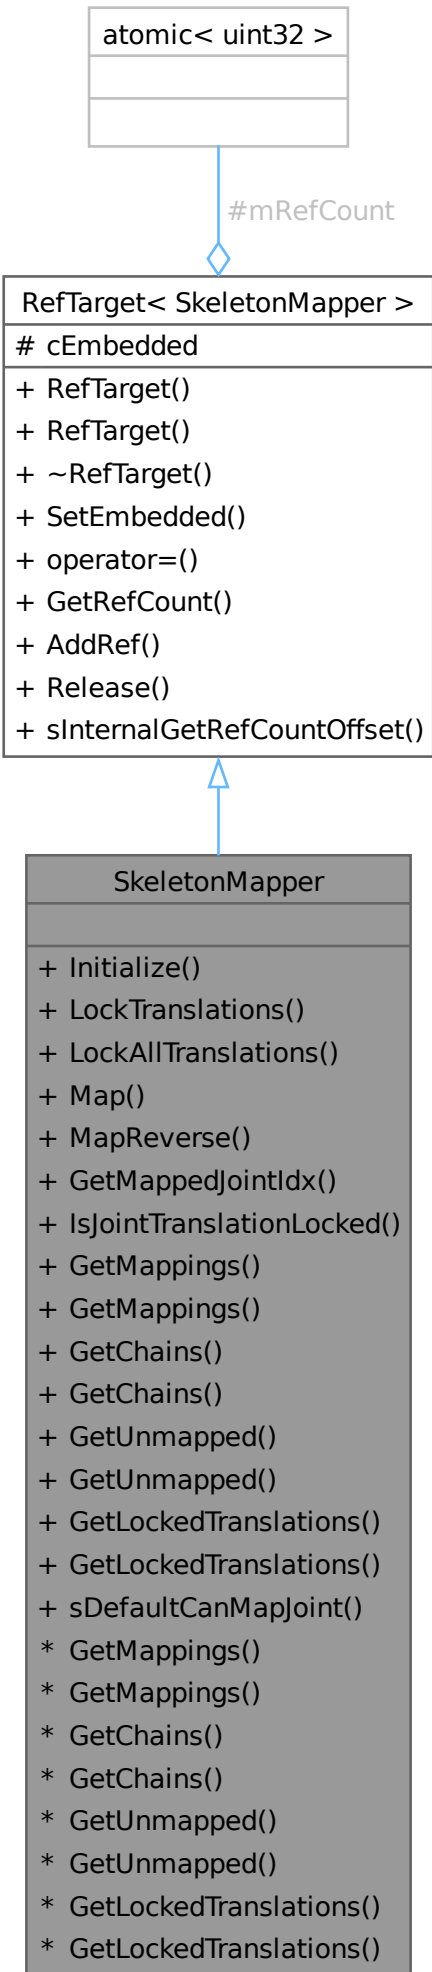 atomic< uint32 >
#mRefCount
RefTarget< SkeletonMapper >
# cEmbedded
+ RefTarget()
+ RefTarget()
+ ~RefTarget()
+ SetEmbedded()
+ operator=()
+ GetRefCount()
+ AddRef()
+ Release()
+ sInternalGetRefCountOffset()
SkeletonMapper
+ Initialize()
+ LockTranslations()
+ LockAllTranslations()
+ Map()
+ MapReverse()
+ GetMappedJointIdx()
+ IsJointTranslationLocked()
+ GetMappings()
+ GetMappings()
+ GetChains()
+ GetChains()
+ GetUnmapped()
+ GetUnmapped()
+ GetLockedTranslations()
+ GetLockedTranslations()
+ sDefaultCanMapJoint()
* GetMappings()
* GetMappings()
* GetChains()
* GetChains()
* GetUnmapped()
* GetUnmapped()
* GetLockedTranslations()
* GetLockedTranslations()